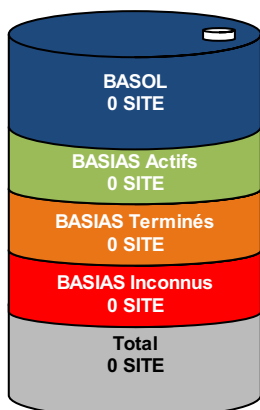 BASOL
0 SITE
BASIAS Actifs
0 SITE
BASIAS Terminés
0 SITE
BASIAS Inconnus
0 SITE
Total
0 SITE